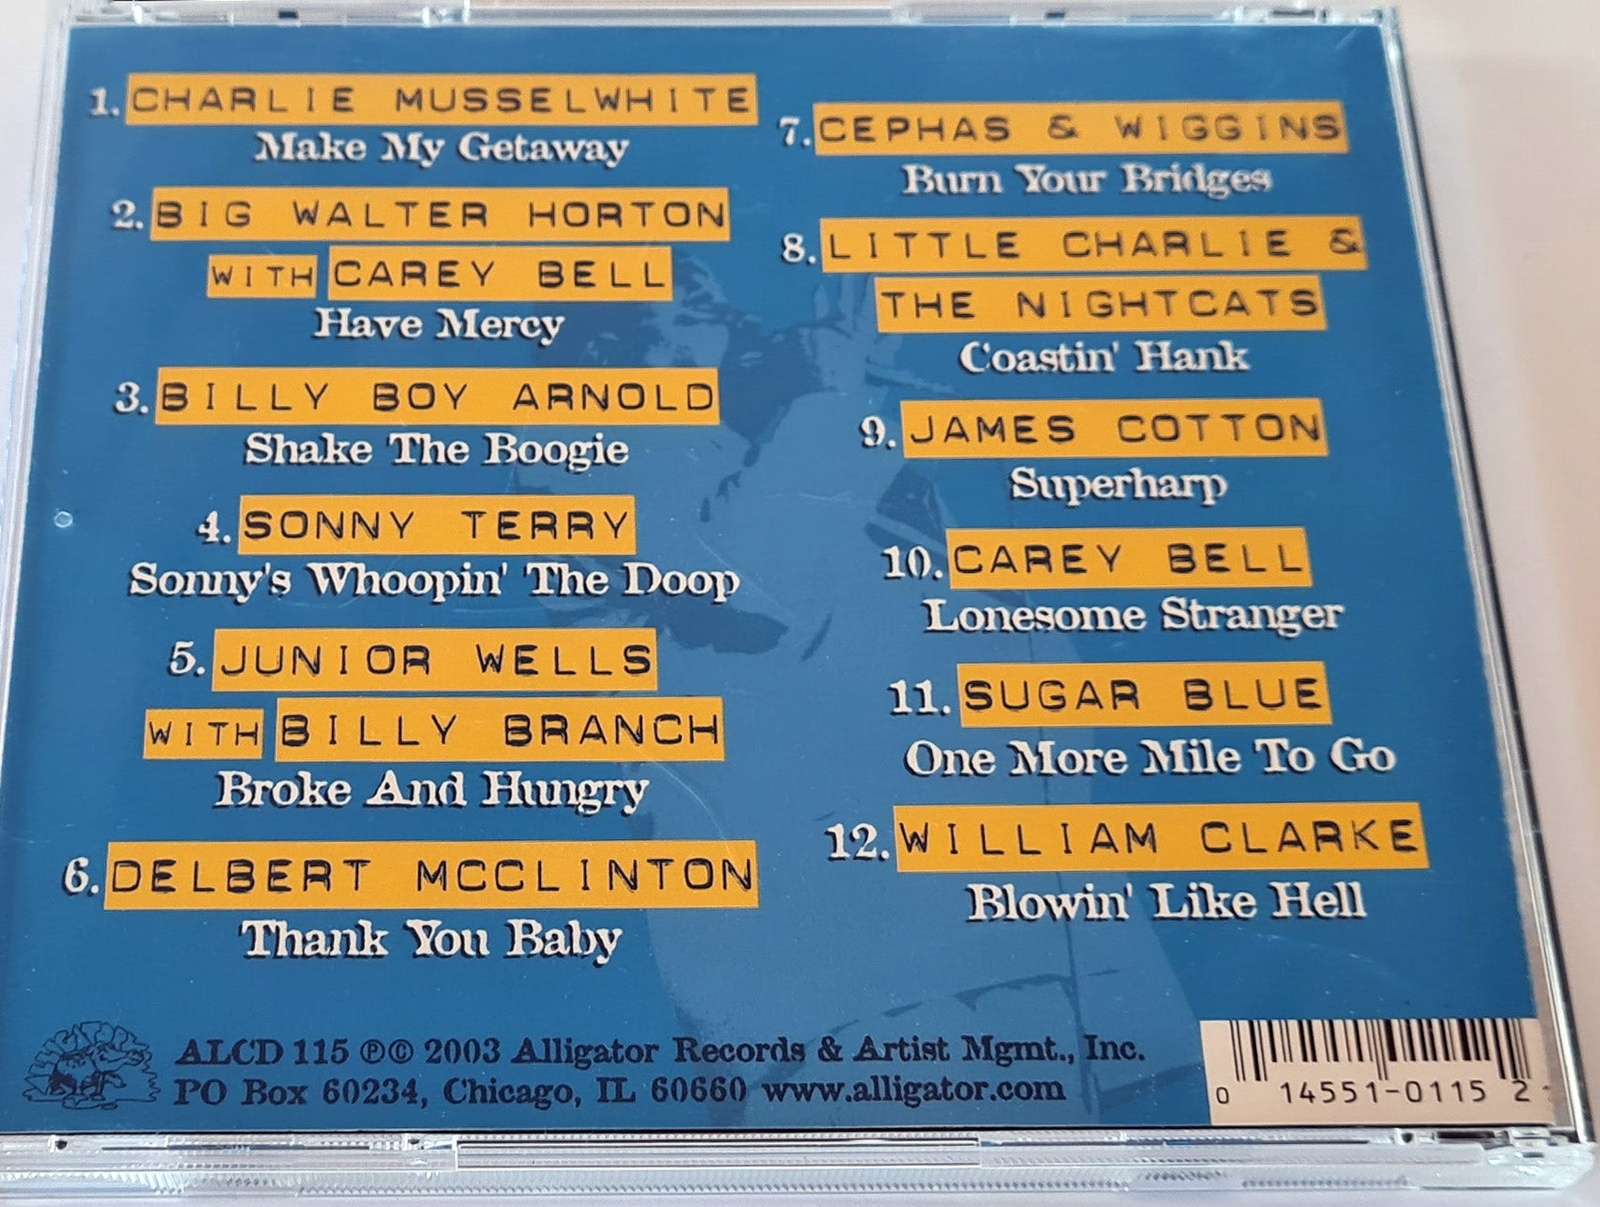 1. CHARLIE MUSSELWHITE
Make My Getaway
2. BIG WALTER HORTON
WITH CAREY BELL
Have Mercy
3. BILLY BOY ARNOLD
Shake The Boogie
4. SONNY TERRY
Sonny's Whoopin' The Doop
5. JUNIOR WELLS
WITH BILLY BRANCH
Broke And Hungry
6. DELBERT MCCLINTON
Thank You Baby
7. CEPHAS & WIGGINS
Burn Your Bridges
8. LITTLE CHARLIE &
THE NIGHTCATS
Coastin' Hank
9. JAMES COTTON
Superharp
10. CAREY BELL
Lonesome Stranger
11. SUGAR BLUE
One More Mile To Go
12. WILLIAM CLARKE
Blowin' Like Hell
ALCD 115 ℗© 2003 Alligator Records & Artist Mgmt., Inc.
PO Box 60234, Chicago, IL 60660 www.alligator.com
0 14551-0115 2